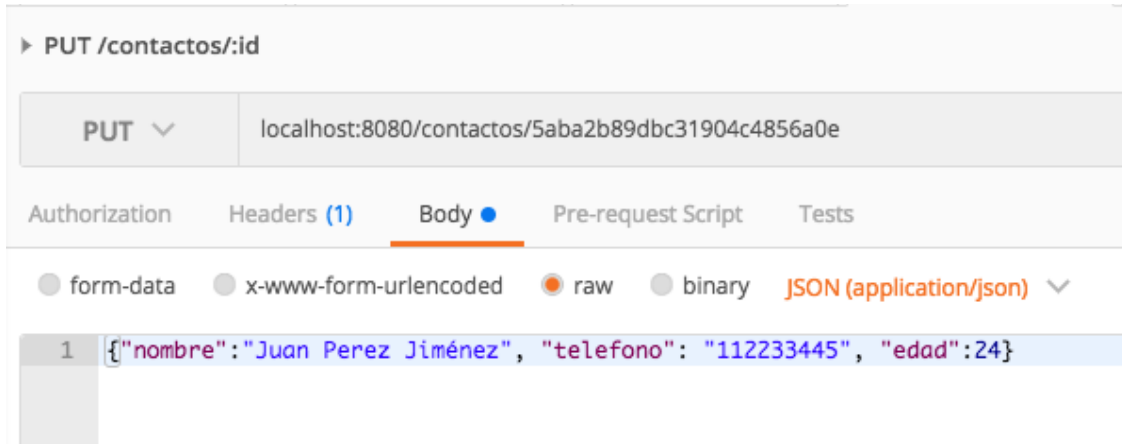 PUT /contactos/:id
PUT localhost:8080/contactos/5aba2b89dbc31904c4856a0e
Authorization Headers (1) Body Pre-request Script Tests
form-data x-www-form-urlencoded raw binary JSON (application/json)
1 {"nombre":"Juan Perez Jiménez", "telefono": "112233445", "edad":24}